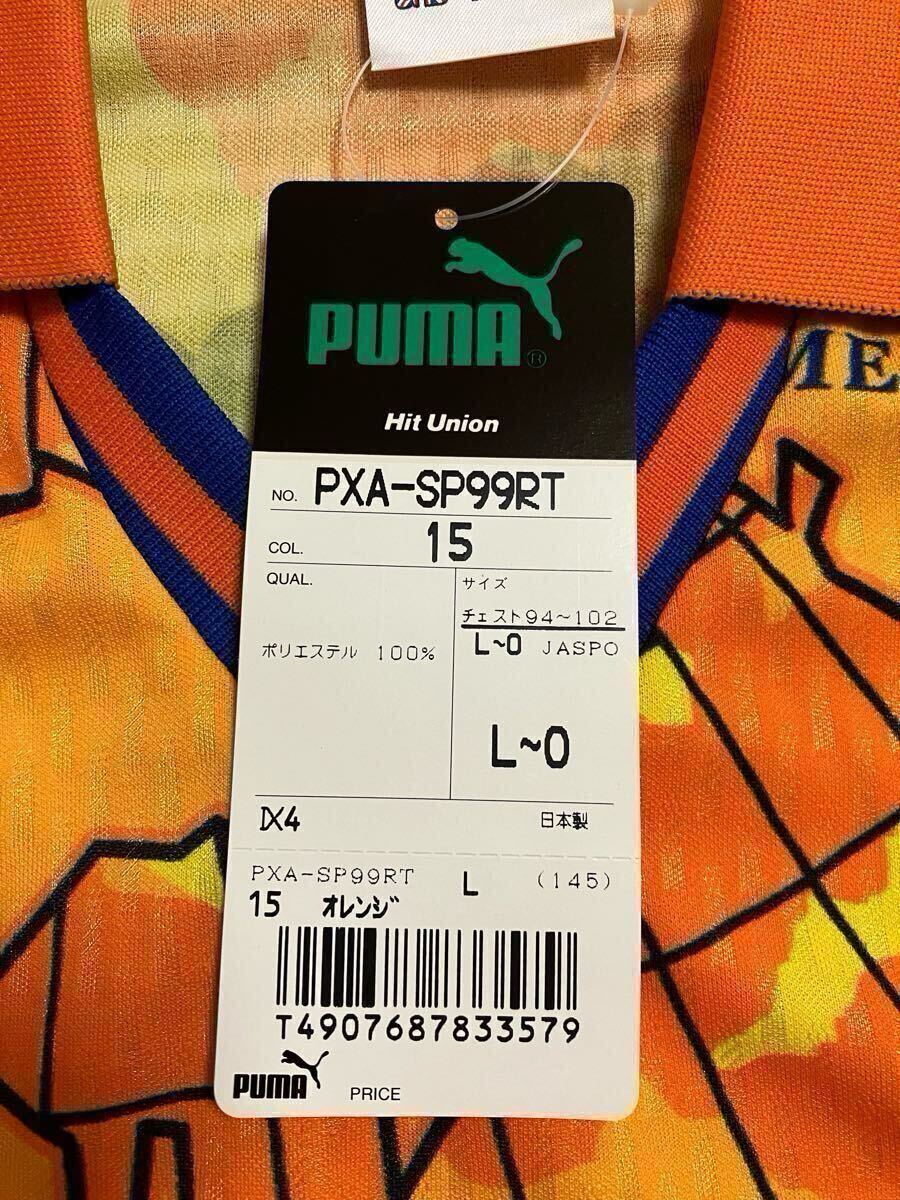 PUMA®
Hit Union
NO. PXA-SP99RT
COL. 15
QUAL.
ポリエステル 100%
サイズ
チェスト94~102
L~O JASPO
L~O
IX4
日本製
PXA-SP99RT L (145)
15 オレンジ
T4907687833579
PUMA PRICE
ME